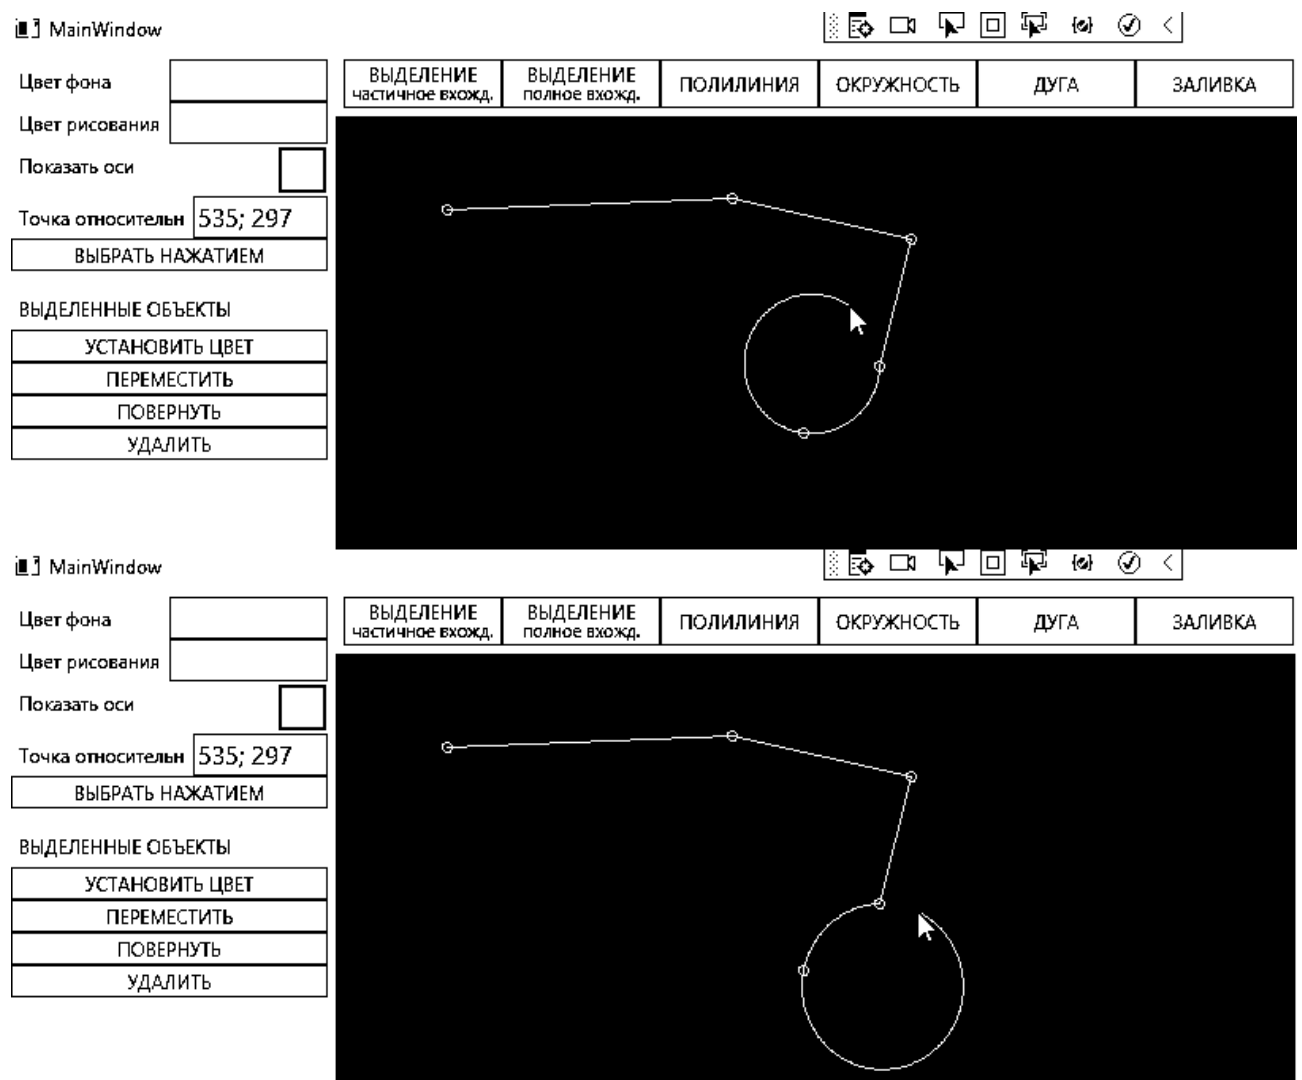 MainWindow
Цвет фона
Цвет рисования
Показать оси
Точка относительн 535; 297
ВЫБРАТЬ НАЖАТИЕМ
ВЫДЕЛЕННЫЕ ОБЪЕКТЫ
УСТАНОВИТЬ ЦВЕТ
ПЕРЕМЕСТИТЬ
ПОВЕРНУТЬ
УДАЛИТЬ
ВЫДЕЛЕНИЕ
частичное вхожд.
ВЫДЕЛЕНИЕ
полное вхожд.
ПОЛИЛИНИЯ
ОКРУЖНОСТЬ
ДУГА
ЗАЛИВКА
MainWindow
Цвет фона
Цвет рисования
Показать оси
Точка относительн 535; 297
ВЫБРАТЬ НАЖАТИЕМ
ВЫДЕЛЕННЫЕ ОБЪЕКТЫ
УСТАНОВИТЬ ЦВЕТ
ПЕРЕМЕСТИТЬ
ПОВЕРНУТЬ
УДАЛИТЬ
ВЫДЕЛЕНИЕ
частичное вхожд.
ВЫДЕЛЕНИЕ
полное вхожд.
ПОЛИЛИНИЯ
ОКРУЖНОСТЬ
ДУГА
ЗАЛИВКА